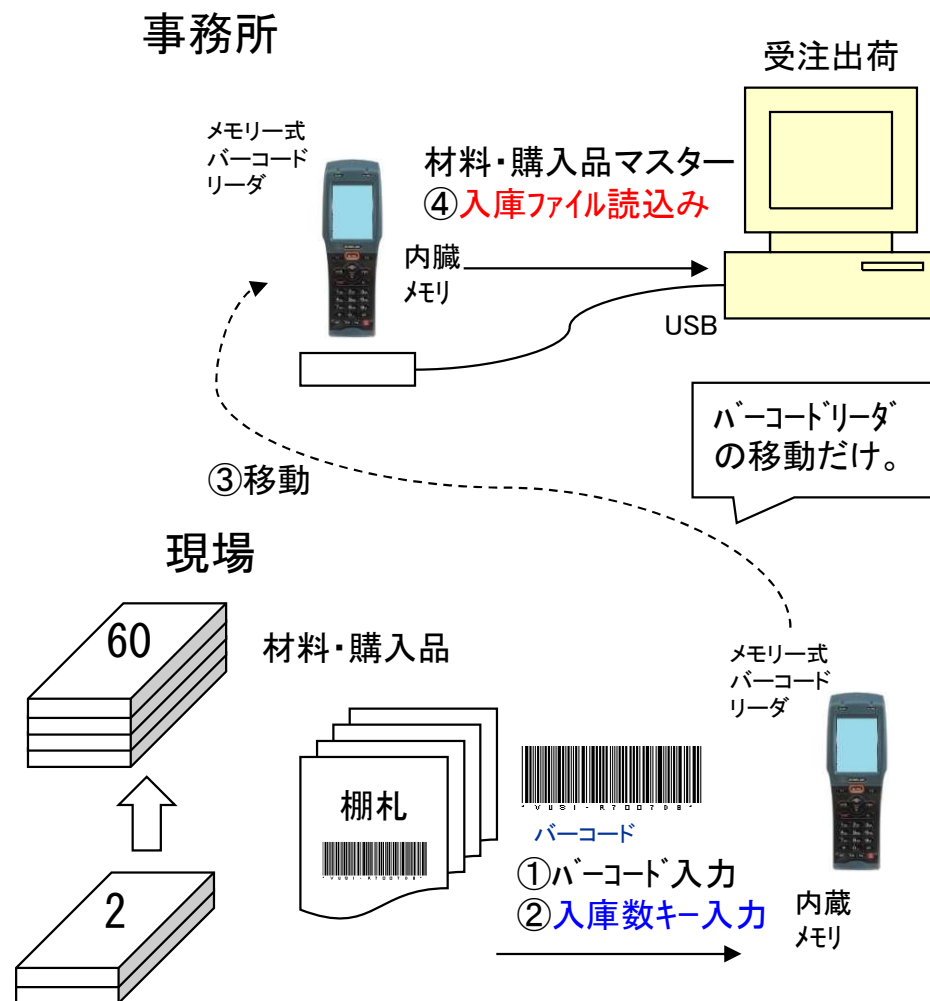 事務所
受注出荷
メモリー式
バーコード
リーダ
材料・購入品マスター
④入庫ﾌｧｲﾙ読込み
内臓
ﾒﾓﾘ
USB
ﾊﾞｰｺｰﾄﾞﾘｰﾀﾞ
の移動だけ。
③移動
現場
60
材料・購入品
メモリー式
バーコード
リーダ
棚札
*VUSI-R7007DB*
*VUSI-R7007DB*
バーコード
①ﾊﾞｰｺｰﾄﾞ入力
②入庫数キー入力
2
内蔵
ﾒﾓﾘ